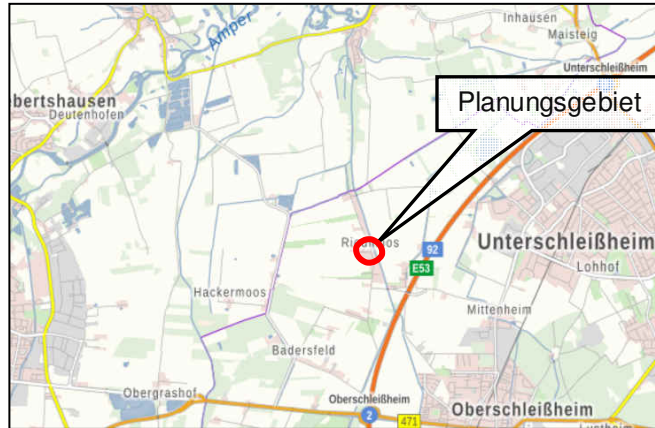 Inhausen
Maisteig
Amper
Unterschleißheim
ebertshausen
Deutenhofen
Planungsgebiet
92
Unterschleißheim
E53
Lohhof
Hackermoos
Mittenheim
Badersfeld
Obergrashof
Oberschleißheim
2
471
Oberschleißheim